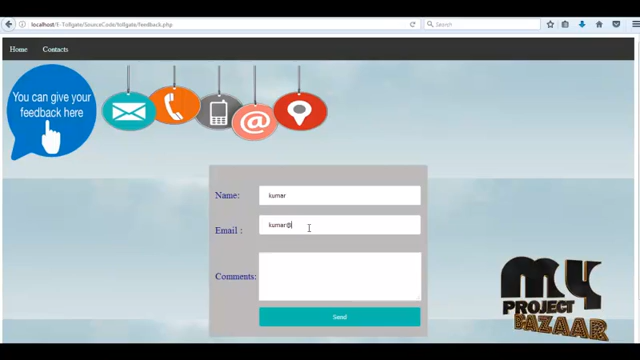 localhost/E-Tollgate/SourceCode/tollgate/feedback.php
Search
Home
Contacts
You can give your
feedback here
@
Name:
kumar
Email :
kumar@
Comments:
Send
my
PROJECT
BAZAAR